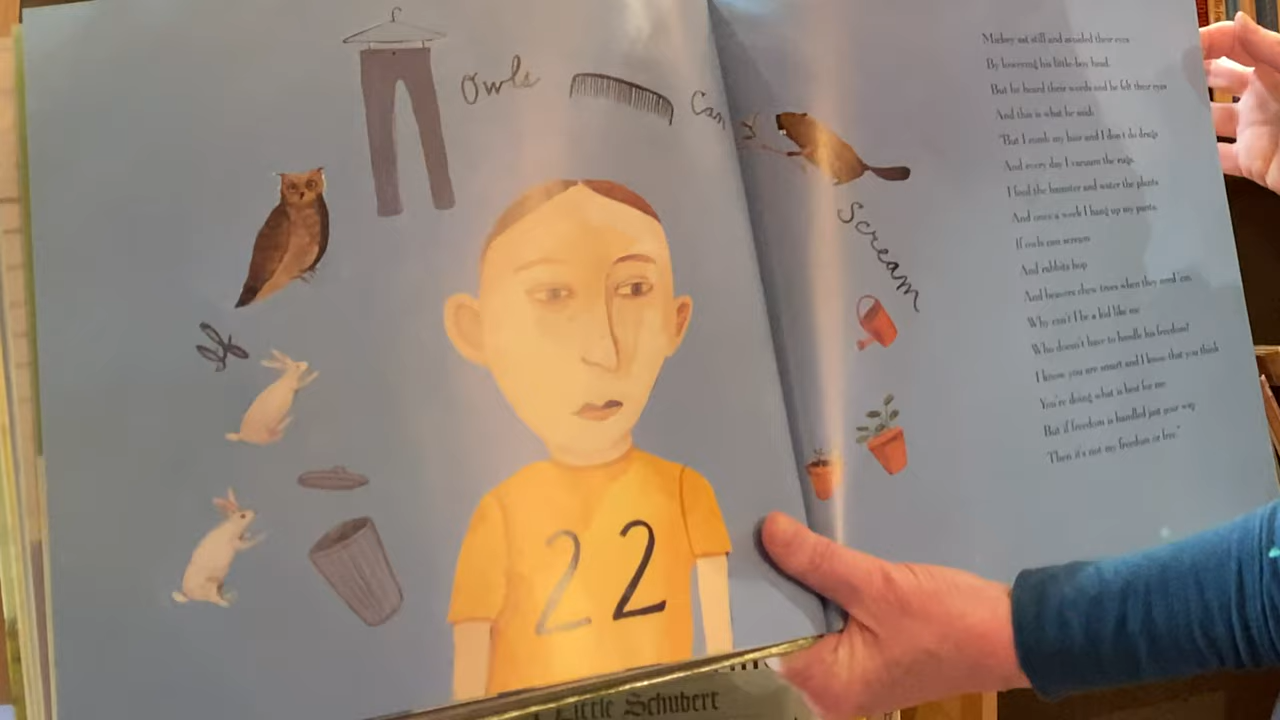 Owls
Can
Scream
22
Mickey sat still and avoided their eyes
By lowering his little-boy head.
But he heard their words and he felt their eyes
And this is what he said:
"But I comb my hair and I don't do drugs
And every day I vacuum the rugs.
I feed the hamster and water the plants
And once a week I hang up my pants.
If owls can scream
And rabbits hop
And beavers chew trees when they need 'em,
Why can't I be a kid like me
Who doesn't have to handle his freedom?
I know you are smart and I know that you think
You're doing what is best for me.
But if freedom is handled just your way
Then it's not my freedom or free."
Little Schubert